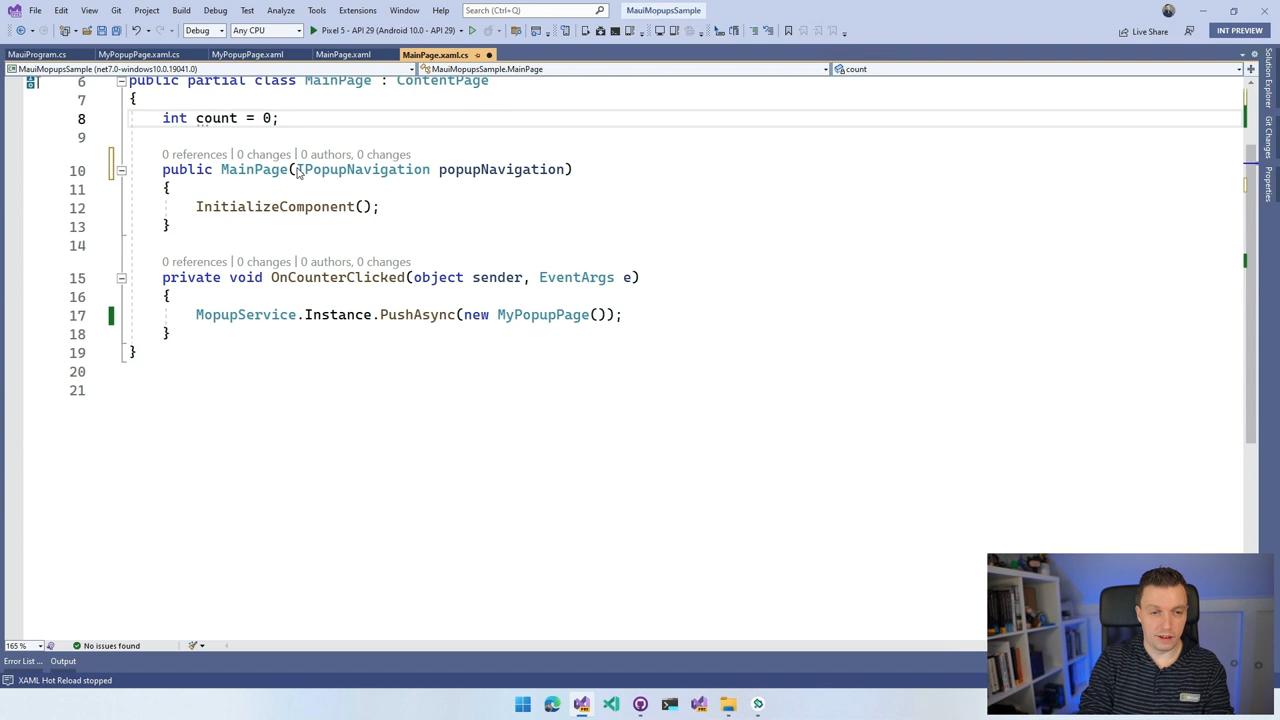 File Edit View Git Project Build Debug Test Analyze Tools Extensions Window Help Search (Ctrl+Q) MauiMopupsSample
Debug Any CPU Pixel 5 - API 29 (Android 10.0 - API 29) Live Share INT PREVIEW
MauiProgram.cs MyPopupPage.xaml.cs MyPopupPage.xaml MainPage.xaml MainPage.xaml.cs
MauiMopupsSample (net7.0-windows10.0.19041.0) MauiMopupsSample.MainPage count
6 public partial class MainPage : ContentPage
7 {
8 int count = 0;
9
0 references | 0 changes | 0 authors, 0 changes
10 public MainPage(IPopupNavigation popupNavigation)
11 {
12 InitializeComponent();
13 }
14
0 references | 0 changes | 0 authors, 0 changes
15 private void OnCounterClicked(object sender, EventArgs e)
16 {
17 MopupService.Instance.PushAsync(new MyPopupPage());
18 }
19 }
20
21
165 % No issues found
Error List ... Output
XAML Hot Reload stopped
Solution Explorer
Git Changes
Properties